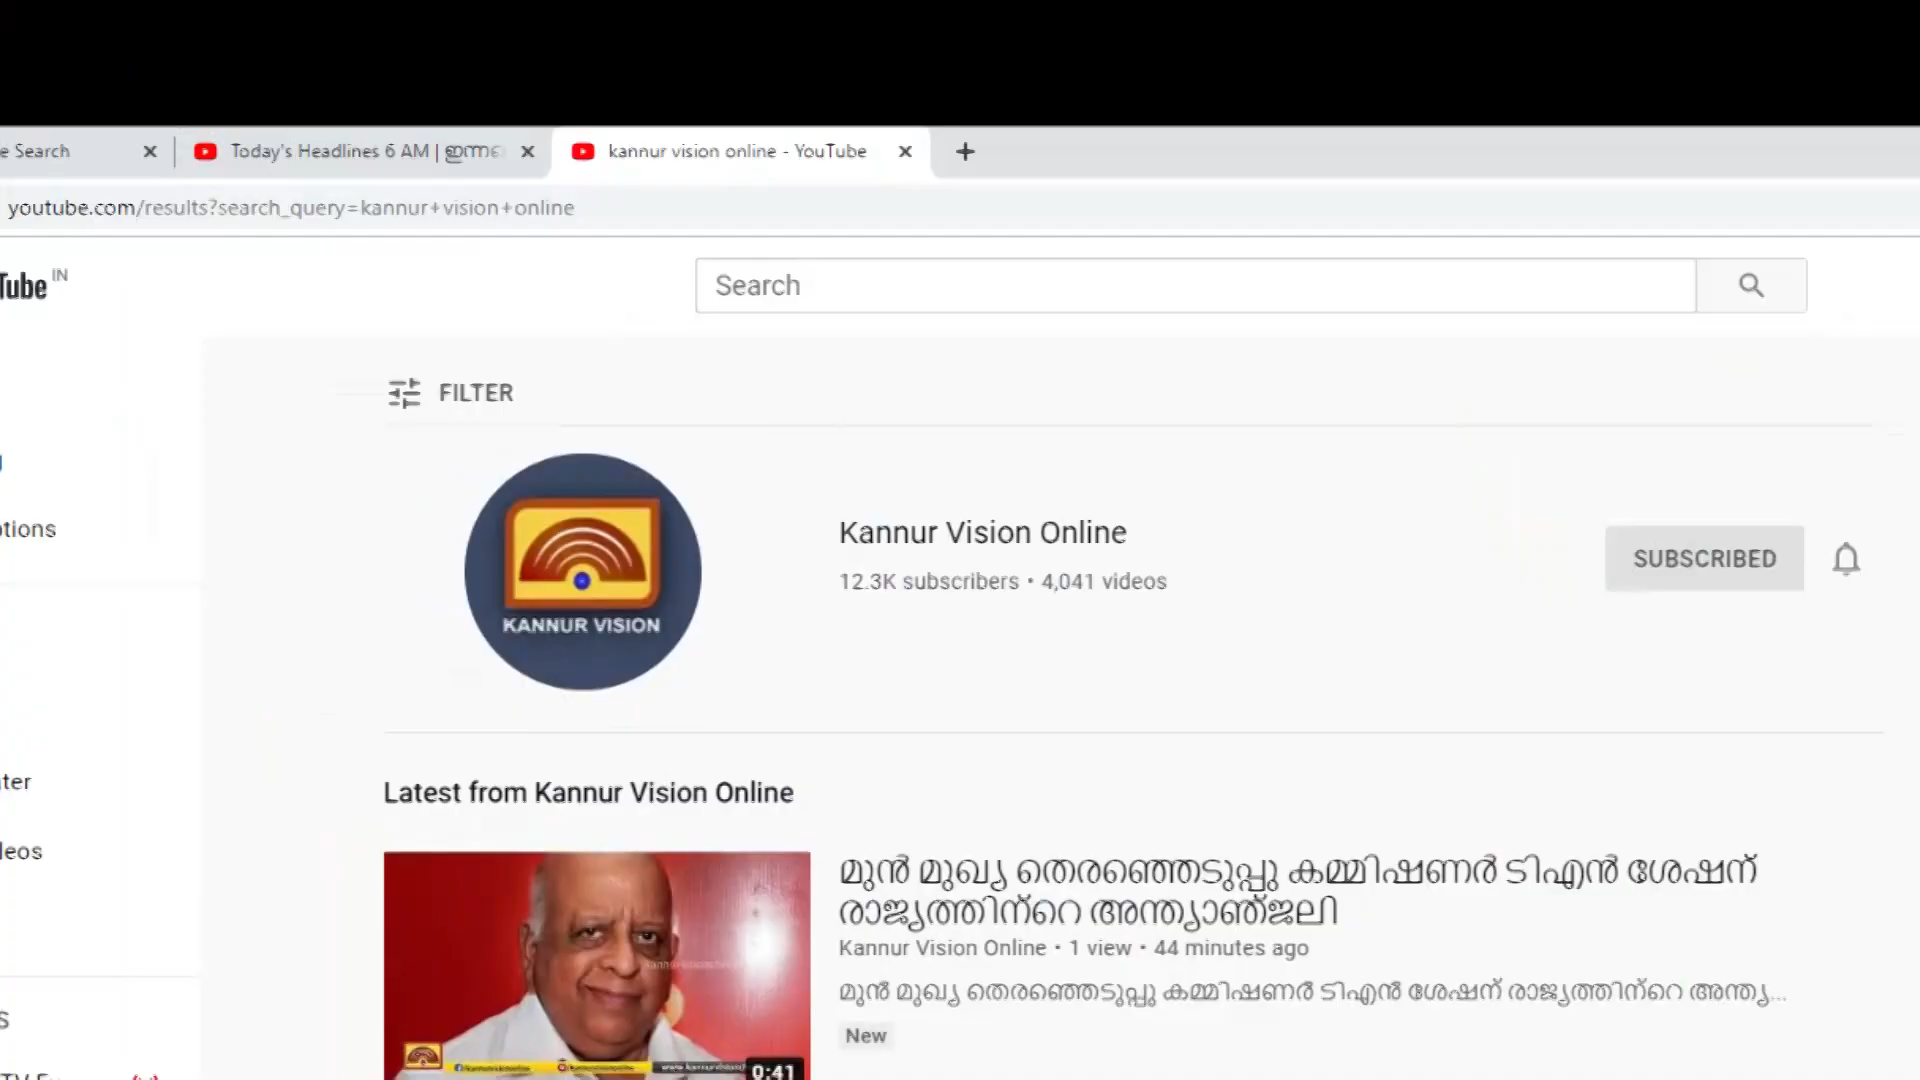 e Search
Today's Headlines 6 AM | ഇന്നത
kannur vision online - YouTube
youtube.com/results?search_query=kannur+vision+online
Tube IN
Search
FILTER
KANNUR VISION
Kannur Vision Online
12.3K subscribers • 4,041 videos
SUBSCRIBED
tions
ter
leos
Latest from Kannur Vision Online
മുൻ മുഖ്യ തെരഞ്ഞെടുപ്പു കമ്മിഷണർ ടിഎൻ ശേഷന്
രാജ്യത്തിന്റെ അന്ത്യാഞ്ജലി
Kannur Vision Online • 1 view • 44 minutes ago
മുൻ മുഖ്യ തെരഞ്ഞെടുപ്പു കമ്മിഷണർ ടിഎൻ ശേഷന് രാജ്യത്തിന്റെ അന്ത്യ...
New
0:41
S